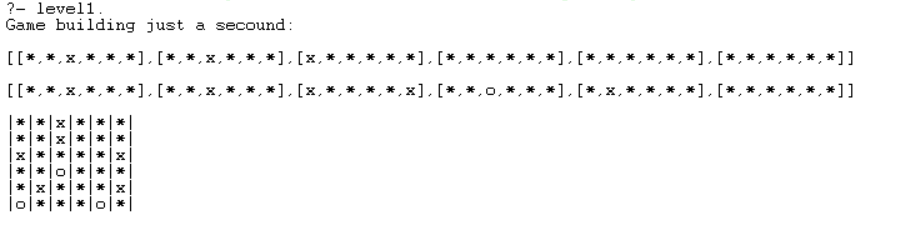 ?- level1.
Game building just a secound:
[[*,*,x,*,*,*],[*,*,x,*,*,*],[x,*,*,*,*,*],[*,*,*,*,*,*],[*,*,*,*,*,*],[*,*,*,*,*,*]]
[[*,*,x,*,*,*],[*,*,x,*,*,*],[x,*,*,*,*,x],[*,*,o,*,*,*],[*,x,*,*,*,*],[*,*,*,*,*,*]]
|*|*|x|*|*|*|
|*|*|x|*|*|*|
|x|*|*|*|*|x|
|*|*|o|*|*|*|
|*|x|*|*|*|x|
|o|*|*|*|o|*|